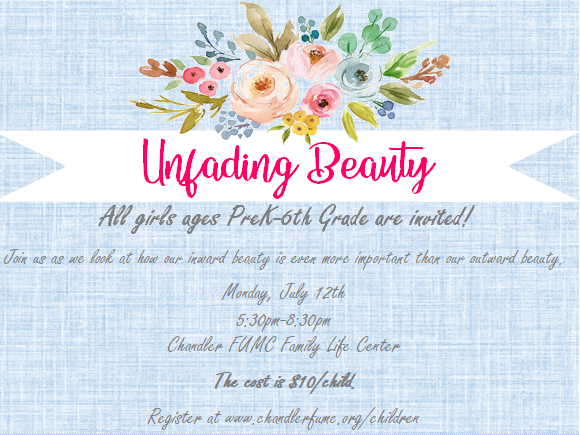 Unfading Beauty
All girls ages PreK-6th Grade are invited!
Join us as we look at how our inward beauty is even more important than our outward beauty.
Monday, July 12th
5:30pm-8:30pm
Chandler FUMC Family Life Center
The cost is $10/child.
Register at www.chandlerfumc.org/children